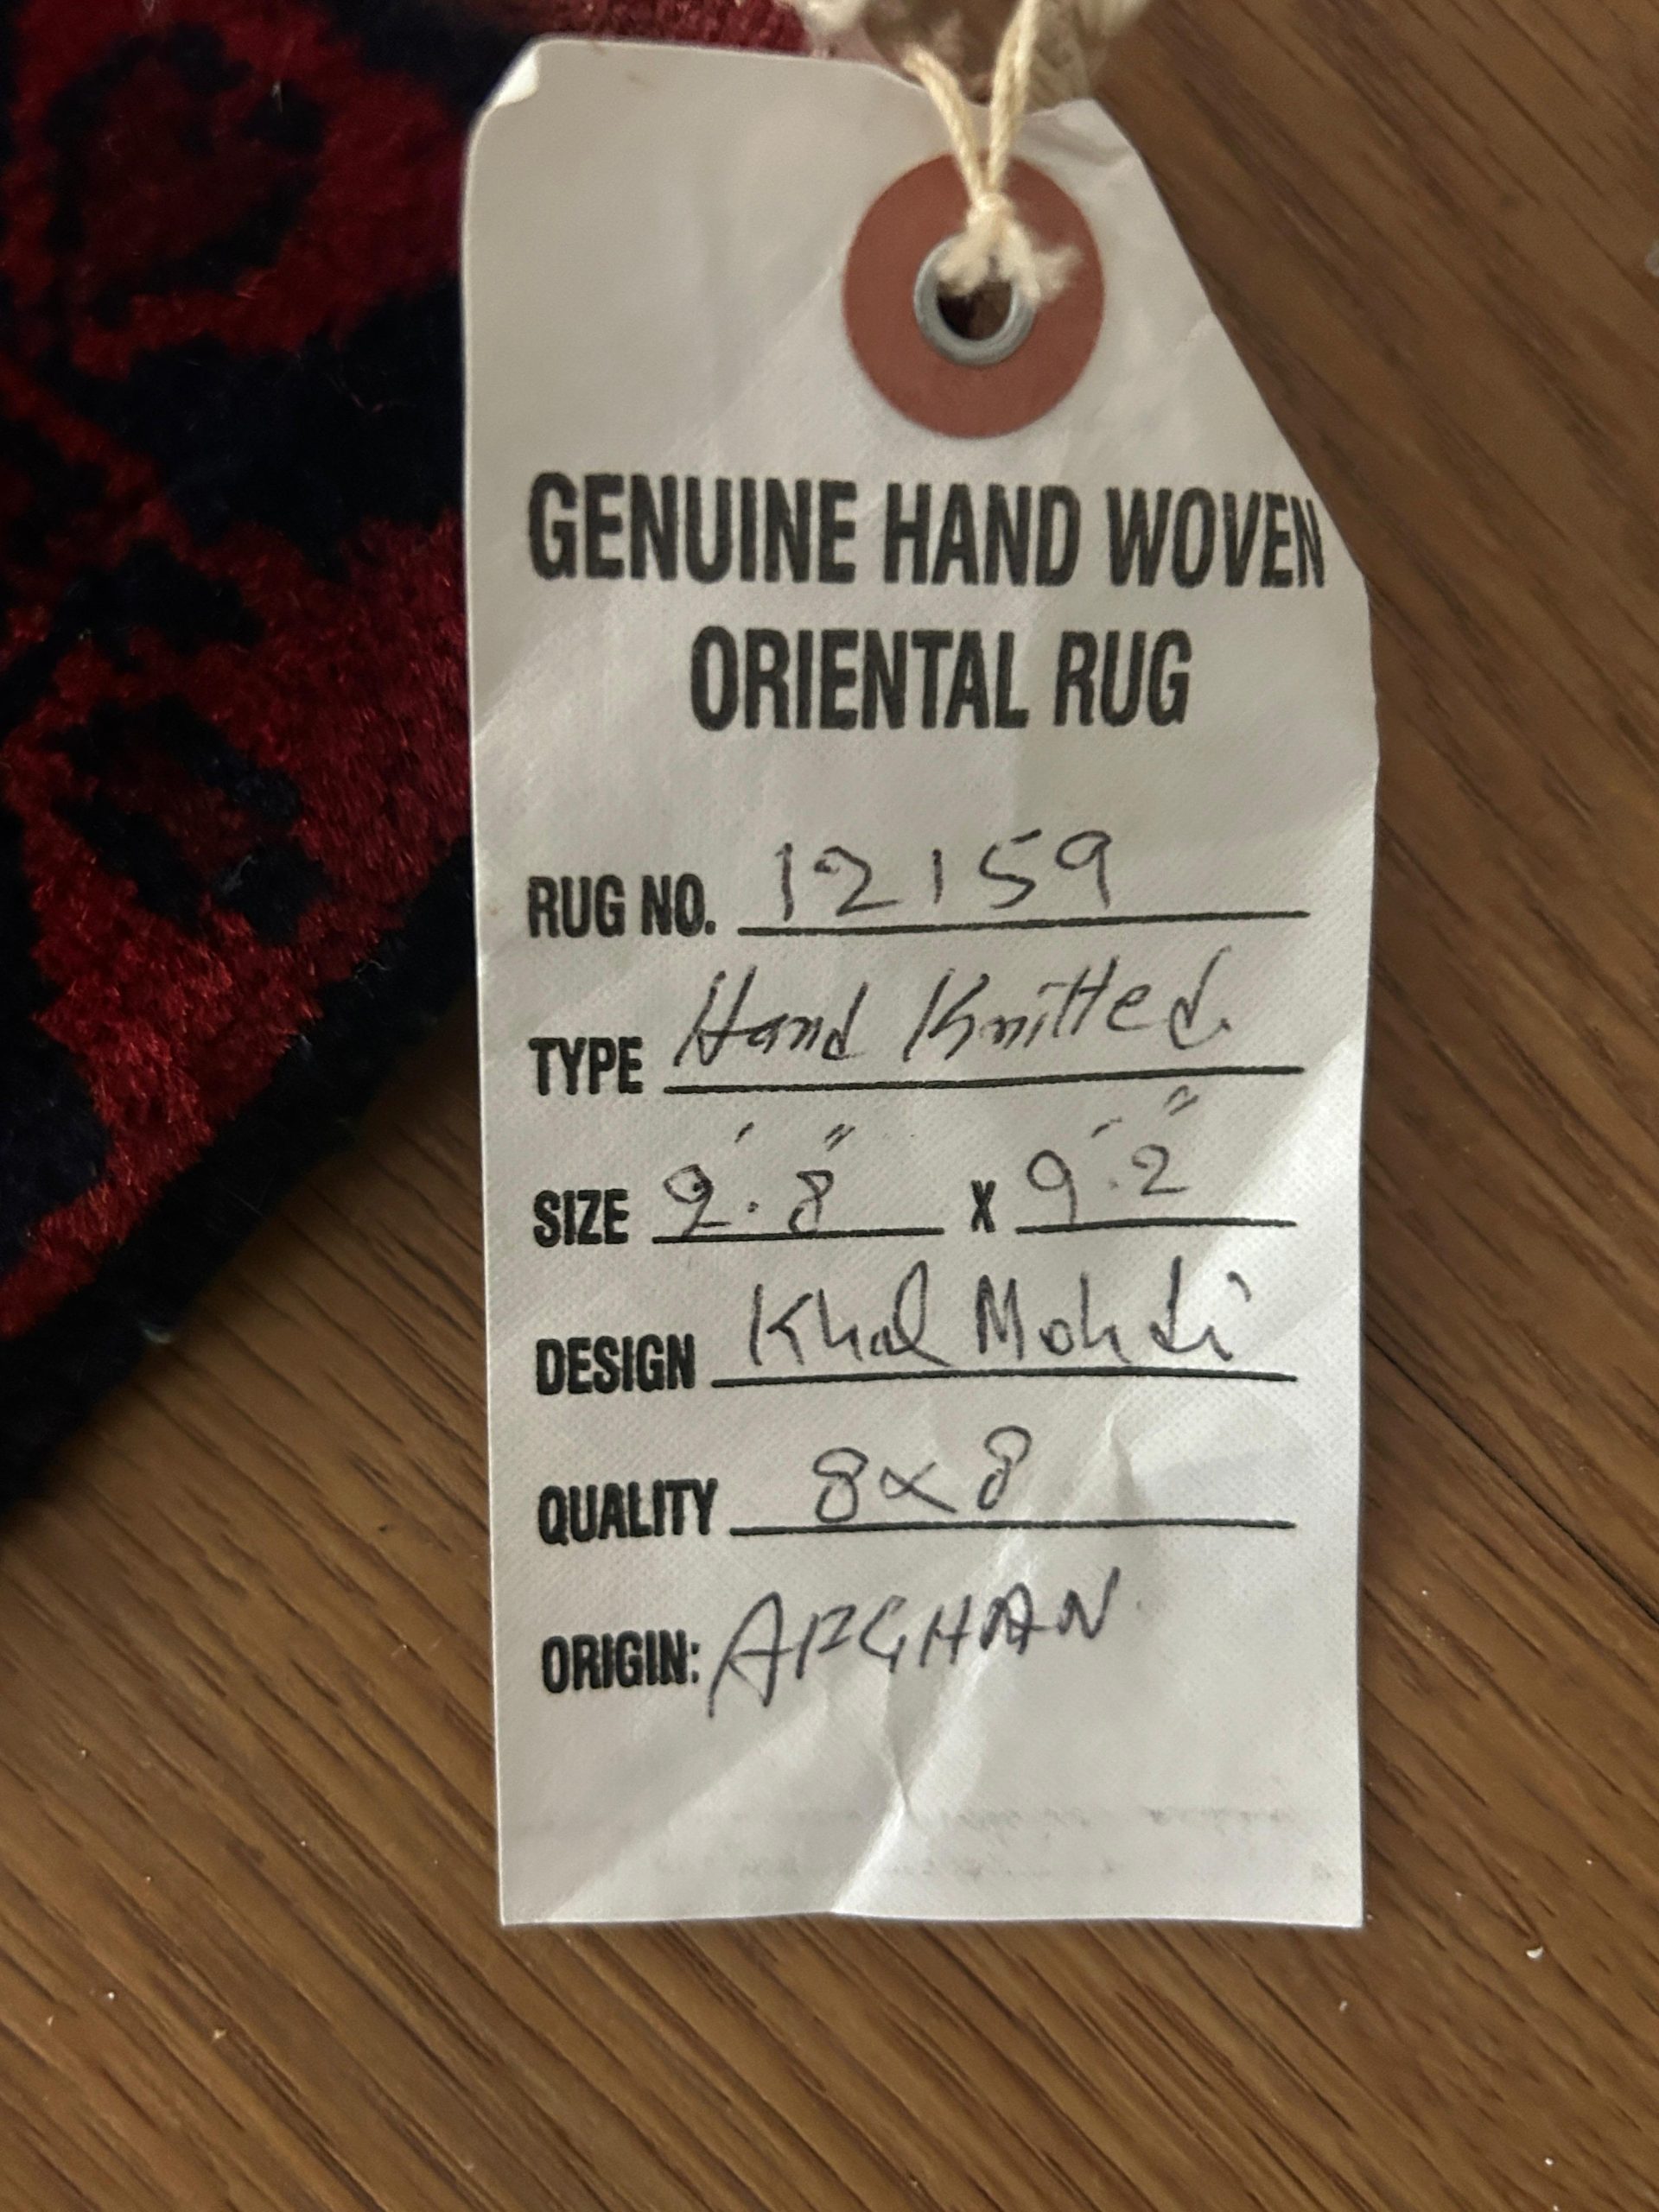 GENUINE HAND WOVEN
ORIENTAL RUG
RUG NO. 12159
TYPE Hand Knitted.
SIZE 2'.8" x 9'.2"
DESIGN Khal Mohdi
QUALITY 8x8
ORIGIN: AFGHAN.